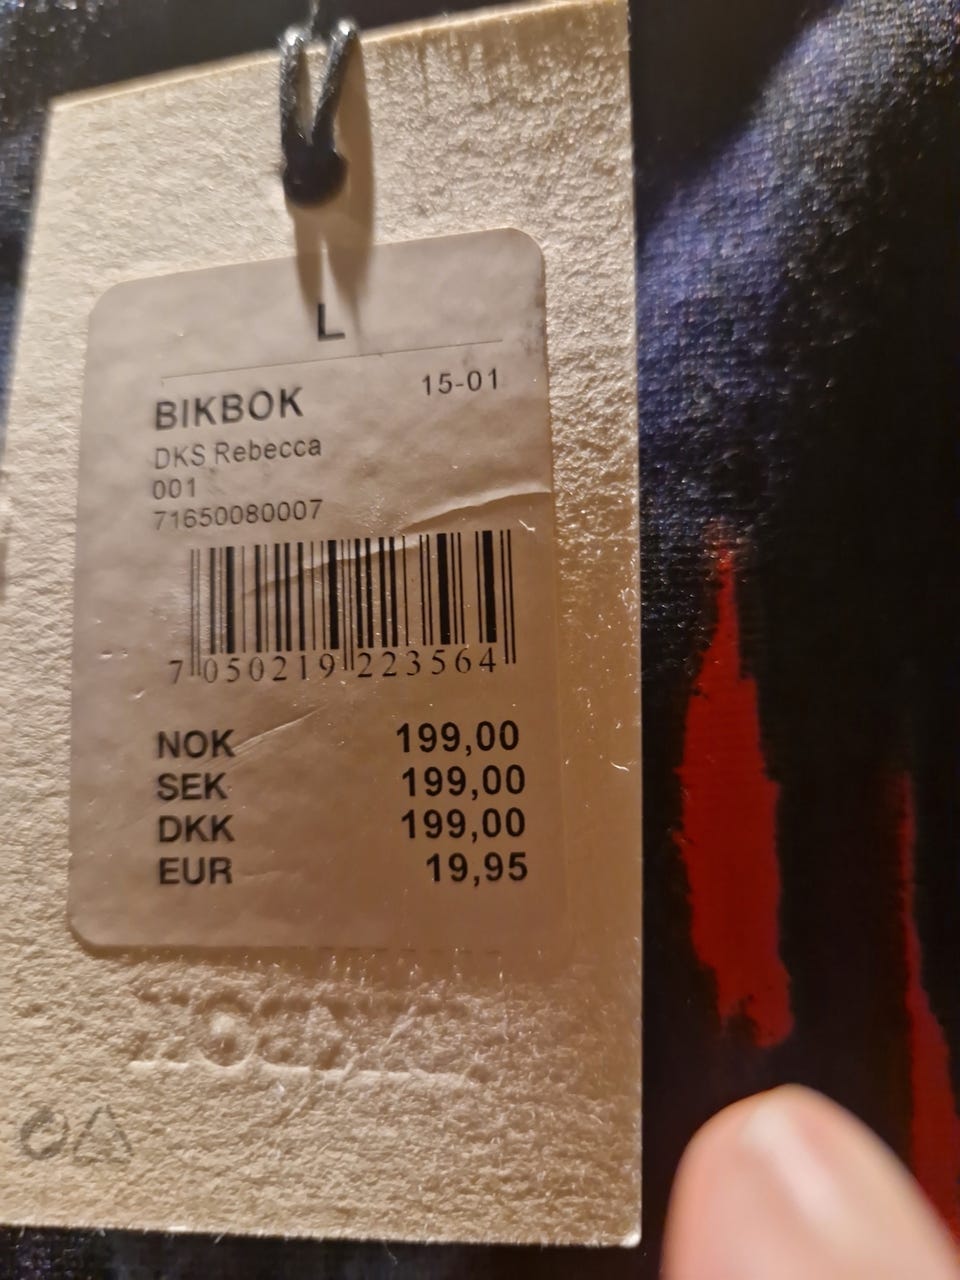 L
BIKBOK 15-01
DKS Rebecca
001
71650080007
7 050219 223564
NOK 199,00
SEK 199,00
DKK 199,00
EUR 19,95